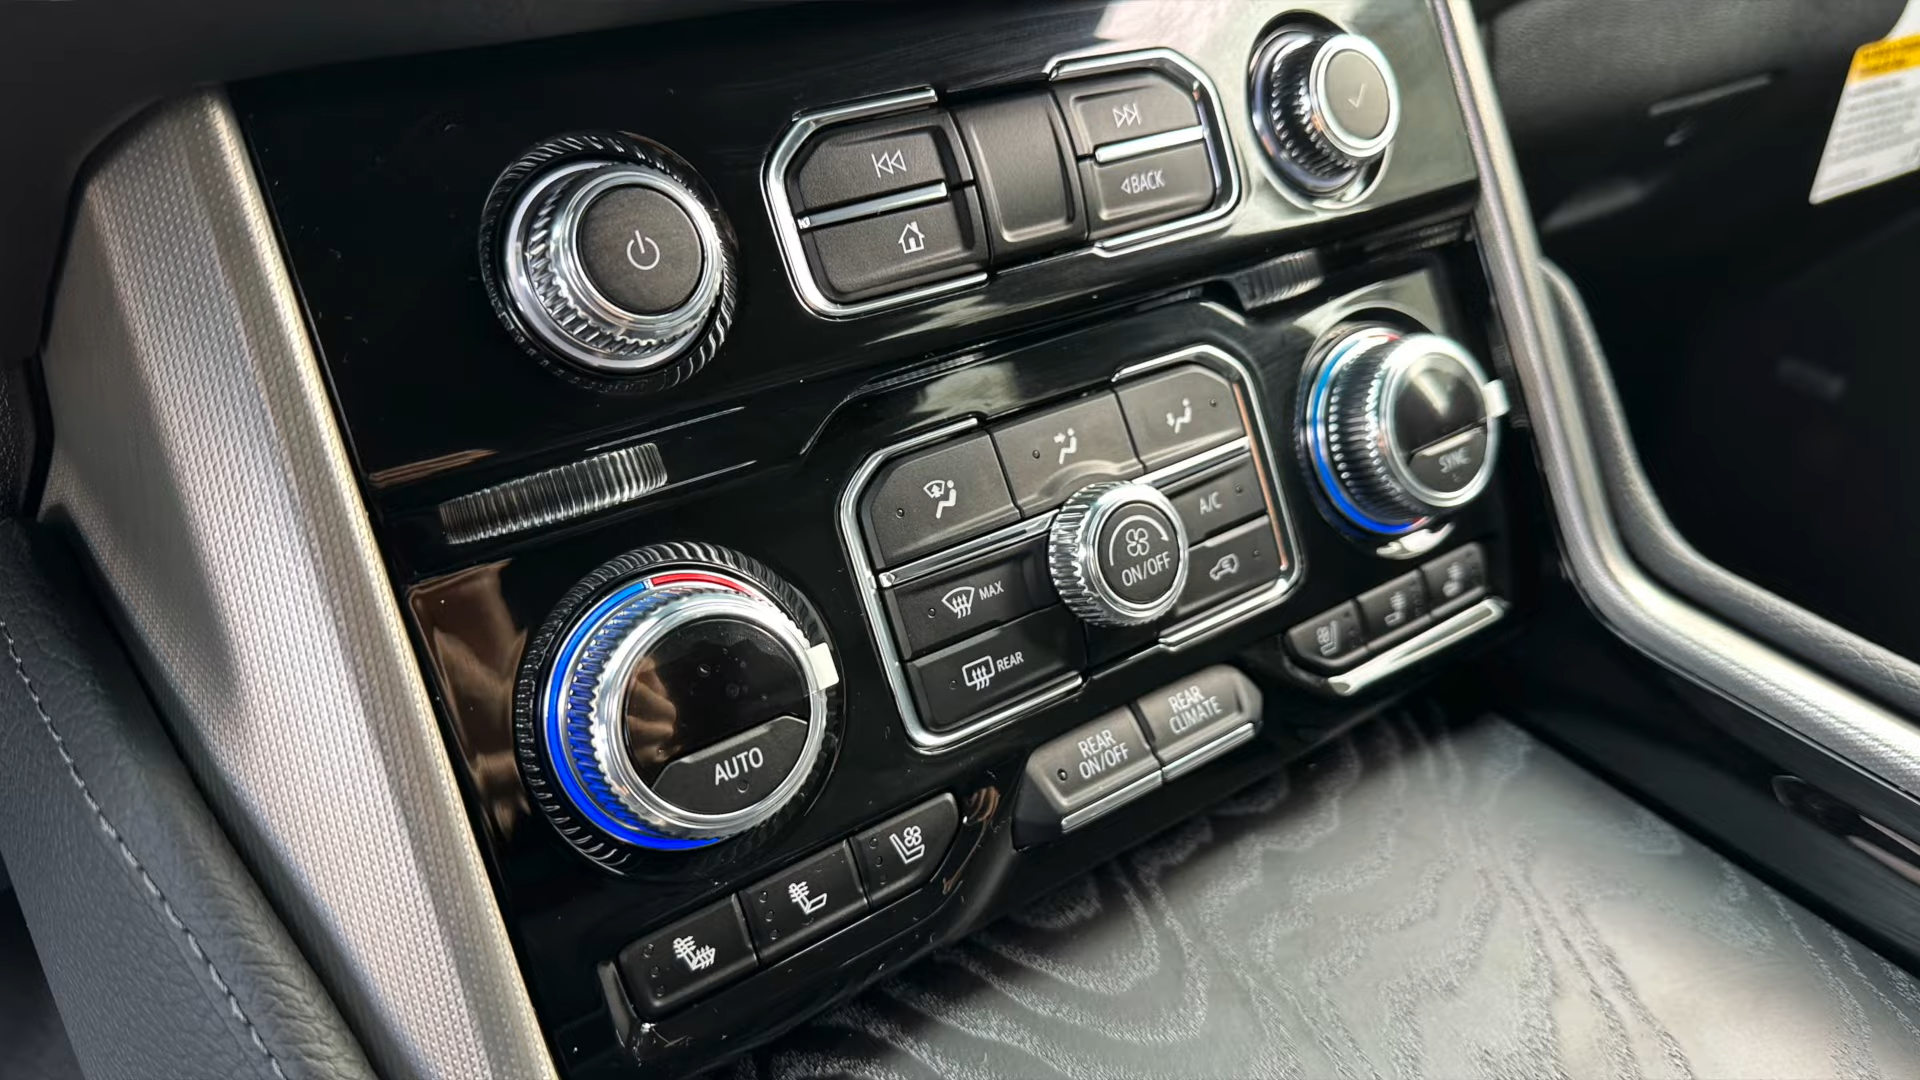 BACK
A/C
ON/OFF
MAX
REAR
SYNC
AUTO
REAR
ON/OFF
REAR
CLIMATE